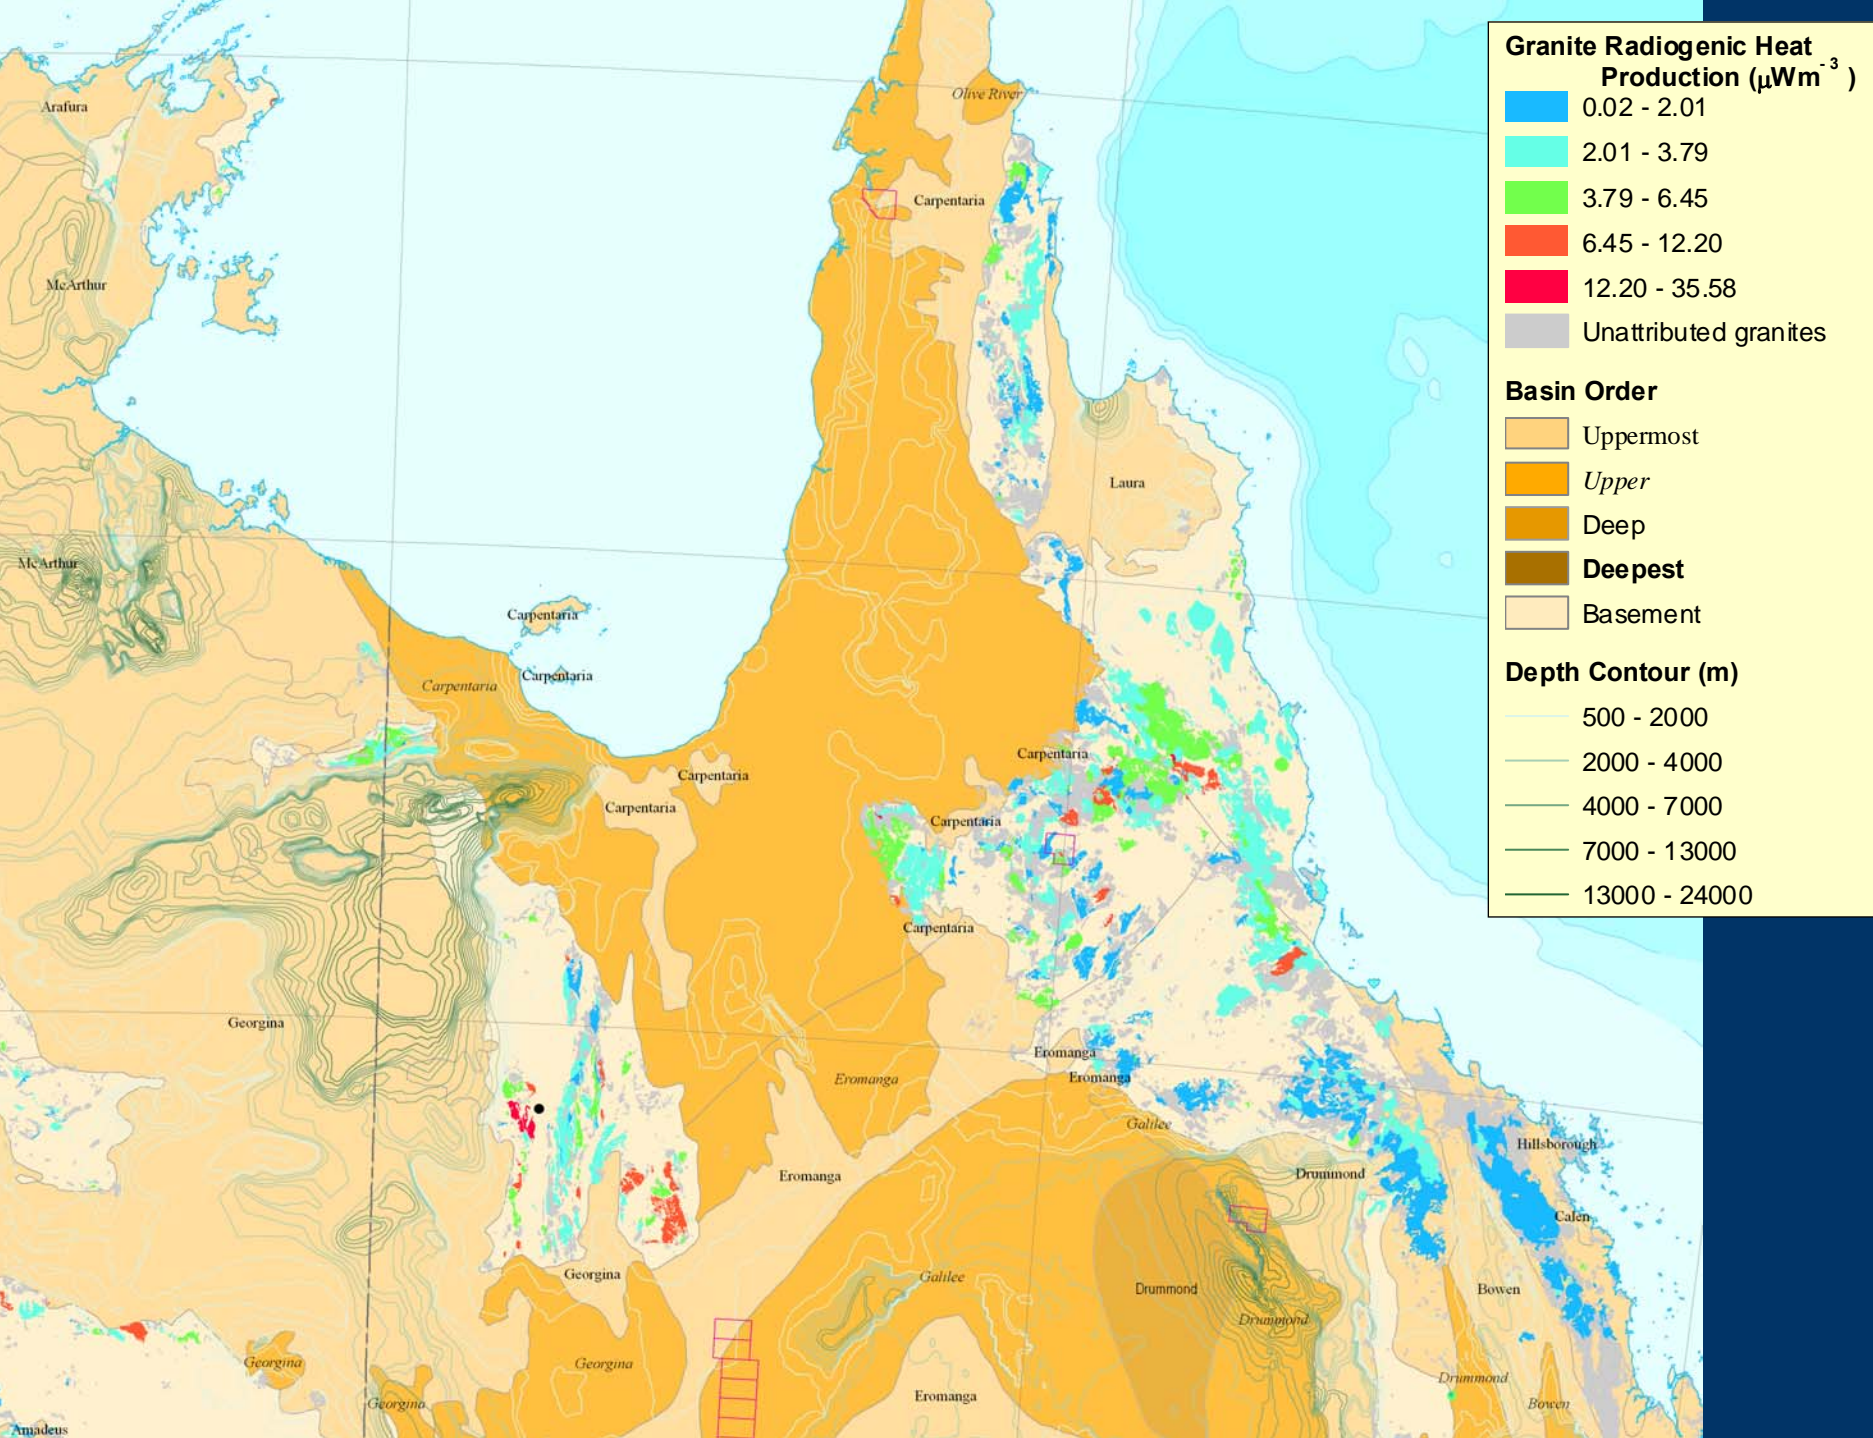 Granite Radiogenic Heat
Production (μWm⁻³ )
0.02 - 2.01
2.01 - 3.79
3.79 - 6.45
6.45 - 12.20
12.20 - 35.58
Unattributed granites
Basin Order
Uppermost
Upper
Deep
Deepest
Basement
Depth Contour (m)
500 - 2000
2000 - 4000
4000 - 7000
7000 - 13000
13000 - 24000
Arafura
Olive River
Carpentaria
McArthur
Laura
McArthur
Carpentaria
Carpentaria
Carpentaria
Carpentaria
Carpentaria
Carpentaria
Carpentaria
Carpentaria
Georgina
Eromanga
Eromanga
Eromanga
Galilee
Hillsborough
Eromanga
Drummond
Calen
Georgina
Galilee
Drummond
Bowen
Drummond
Georgina
Georgina
Drummond
Eromanga
Georgina
Bowen
Amadeus
Carpentaria